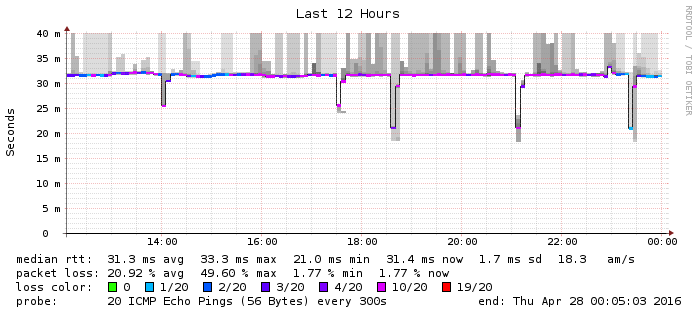 Last 12 Hours
RRDTOOL / TOBI OETIKER
Seconds
40 m
35 m
30 m
25 m
20 m
15 m
10 m
5 m
0
14:00 16:00 18:00 20:00 22:00 00:00
median rtt: 31.3 ms avg 33.3 ms max 21.0 ms min 31.4 ms now 1.7 ms sd 18.3 am/s
packet loss: 20.92 % avg 49.60 % max 1.77 % min 1.77 % now
loss color: 0 1/20 2/20 3/20 4/20 10/20 19/20
probe: 20 ICMP Echo Pings (56 Bytes) every 300s end: Thu Apr 28 00:05:03 2016